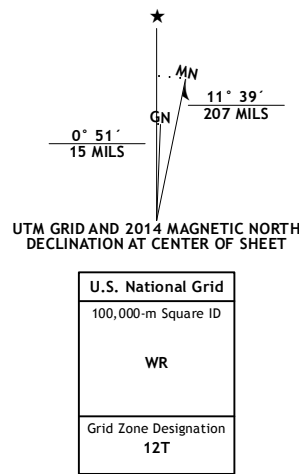 ★
MN
GN
11° 39´
207 MILS
0° 51´
15 MILS
UTM GRID AND 2014 MAGNETIC NORTH
DECLINATION AT CENTER OF SHEET
U.S. National Grid
100,000-m Square ID
WR
Grid Zone Designation
12T